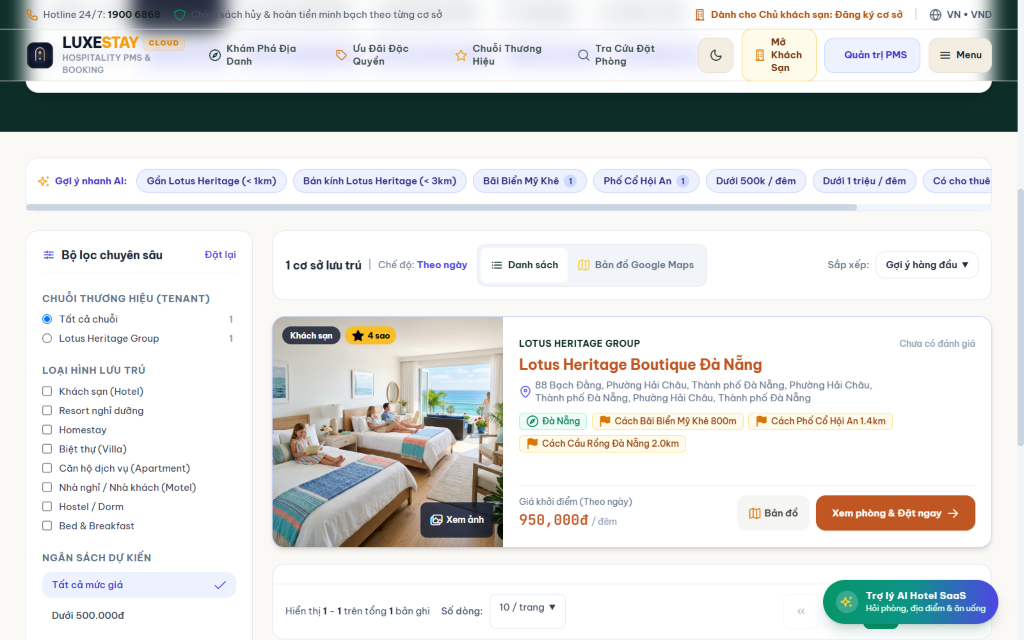 Hotline 24/7: 1900 6868
Chính sách hủy & hoàn tiền minh bạch theo từng cơ sở
Dành cho Chủ khách sạn: Đăng ký cơ sở
VN • VND
LUXESTAY CLOUD
HOSPITALITY PMS &
BOOKING
Khám Phá Địa
Danh
Ưu Đãi Đặc
Quyền
Chuỗi Thương
Hiệu
Tra Cứu Đặt
Phòng
Mở
Khách
Sạn
Quản trị PMS
Menu
Gợi ý nhanh AI:
Gần Lotus Heritage (< 1km)
Bán kính Lotus Heritage (< 3km)
Bãi Biển Mỹ Khê 1
Phố Cổ Hội An 1
Dưới 500k / đêm
Dưới 1 triệu / đêm
Có cho thuê
Bộ lọc chuyên sâu
Đặt lại
CHUỖI THƯƠNG HIỆU (TENANT)
Tất cả chuỗi 1
Lotus Heritage Group 1
LOẠI HÌNH LƯU TRÚ
Khách sạn (Hotel)
Resort nghỉ dưỡng
Homestay
Biệt thự (Villa)
Căn hộ dịch vụ (Apartment)
Nhà nghỉ / Nhà khách (Motel)
Hostel / Dorm
Bed & Breakfast
NGÂN SÁCH DỰ KIẾN
Tất cả mức giá
Dưới 500.000đ
1 cơ sở lưu trú | Chế độ: Theo ngày
Danh sách
Bản đồ Google Maps
Sắp xếp:
Gợi ý hàng đầu ▼
Khách sạn
4 sao
Xem ảnh
LOTUS HERITAGE GROUP
Chưa có đánh giá
Lotus Heritage Boutique Đà Nẵng
88 Bạch Đằng, Phường Hải Châu, Thành phố Đà Nẵng, Phường Hải Châu,
Thành phố Đà Nẵng, Phường Hải Châu, Thành phố Đà Nẵng
Đà Nẵng
Cách Bãi Biển Mỹ Khê 800m
Cách Phố Cổ Hội An 1.4km
Cách Cầu Rồng Đà Nẵng 2.0km
Giá khởi điểm (Theo ngày)
950,000đ / đêm
Bản đồ
Xem phòng & Đặt ngay →
Hiển thị 1 - 1 trên tổng 1 bản ghi
Số dòng:
10 / trang ▼
«
Trợ lý AI Hotel SaaS
Hỏi phòng, địa điểm & ăn uống